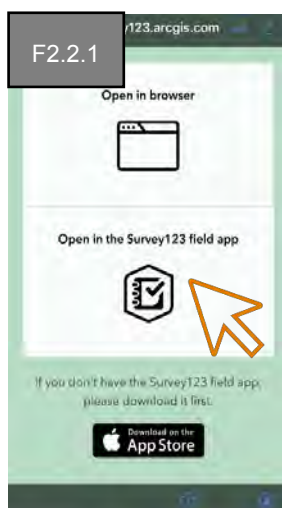 y123.arcgis.com
F2.2.1
Open in browser
Open in the Survey123 field app
If you don't have the Survey123 field app,
please download it first.
Download on the
App Store